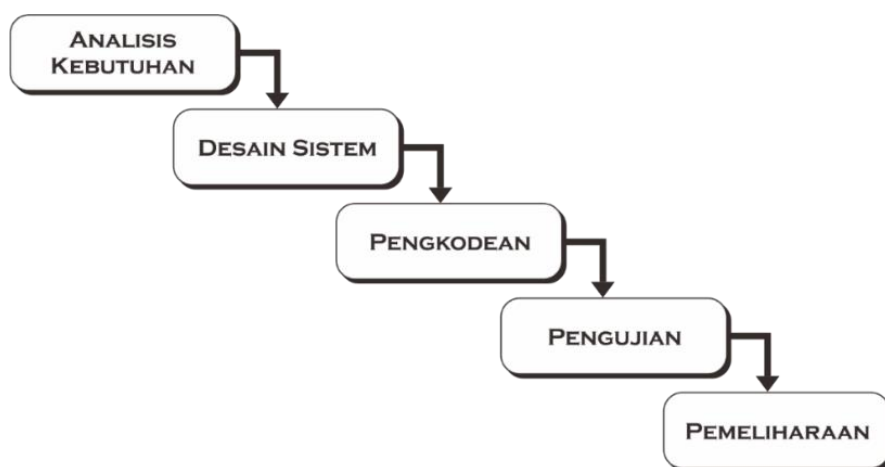 ANALISIS
KEBUTUHAN
DESAIN SISTEM
PENGKODEAN
PENGUJIAN
PEMELIHARAAN